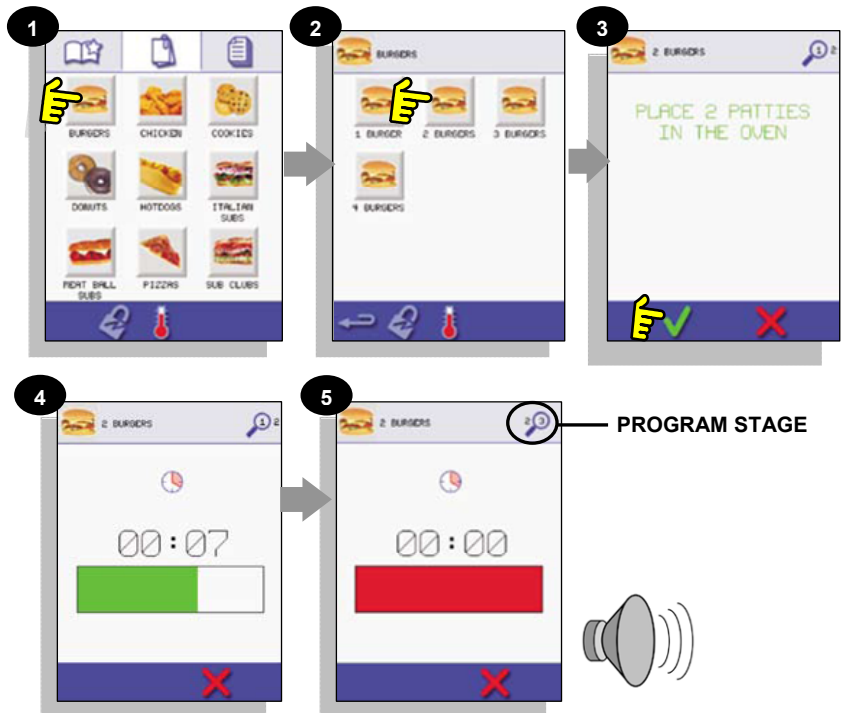 1
BURGERS
CHICKEN
COOKIES
DONUTS
HOTDOGS
ITALIAN
SUBS
MEAT BALL
SUBS
PIZZAS
SUB CLUBS
2
BURGERS
1 BURGER
2 BURGERS
3 BURGERS
4 BURGERS
3
2 BURGERS
1 2
PLACE 2 PATTIES
IN THE OVEN
4
2 BURGERS
1 2
00:07
5
2 BURGERS
2 3
PROGRAM STAGE
00:00